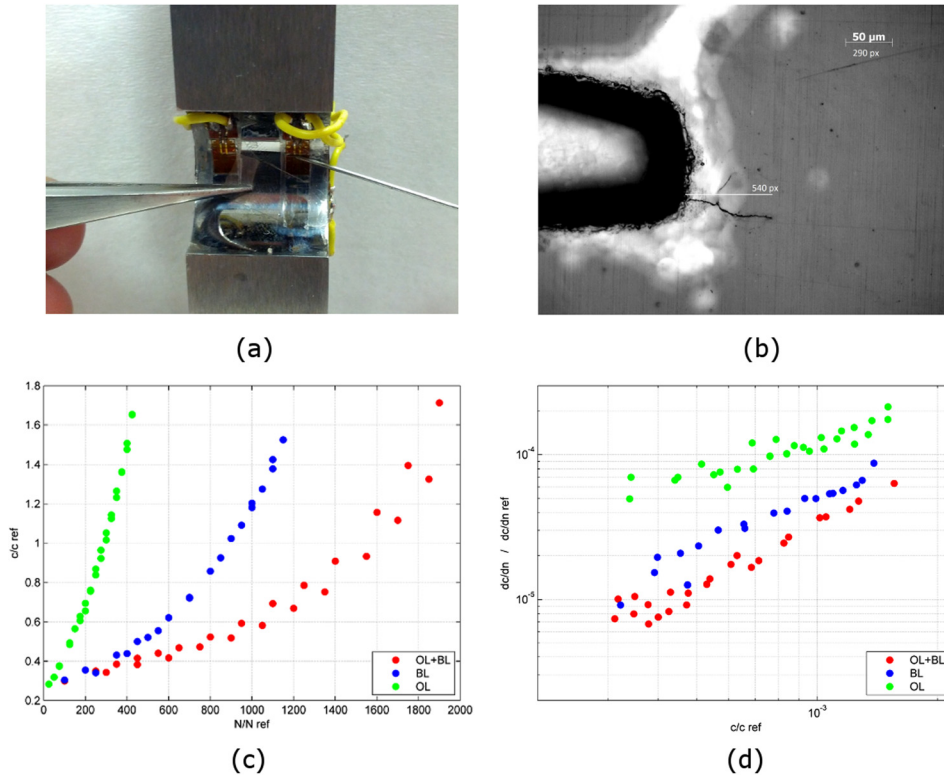 50 µm
290 px
540 px
(a)
(b)
1.8
1.6
1.4
1.2
1
0.8
0.6
0.4
0.2
c/c ref
0 200 400 600 800 1000 1200 1400 1600 1800 2000
N/N ref
OL+BL
BL
OL
(c)
10⁻⁴
10⁻⁵
dc/dn / dc/dn ref
10⁻³
c/c ref
OL+BL
BL
OL
(d)